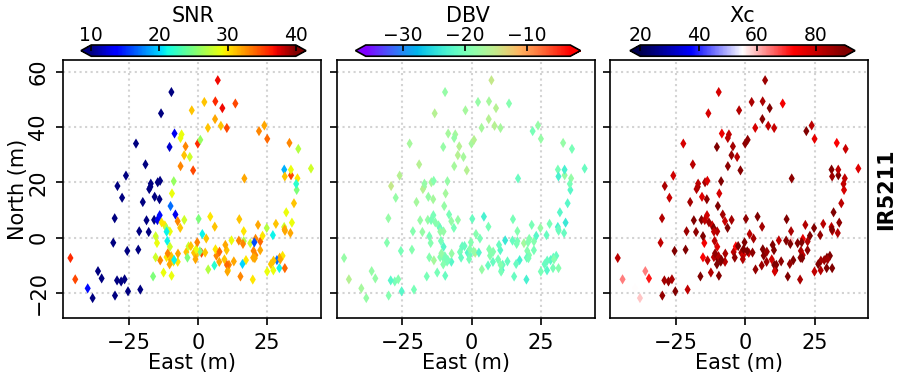 SNR
DBV
Xc
10 20 30 40
−30 −20 −10
20 40 60 80
North (m)
60
40
20
0
−20
−25 0 25
−25 0 25
−25 0 25
East (m)
East (m)
East (m)
IR5211